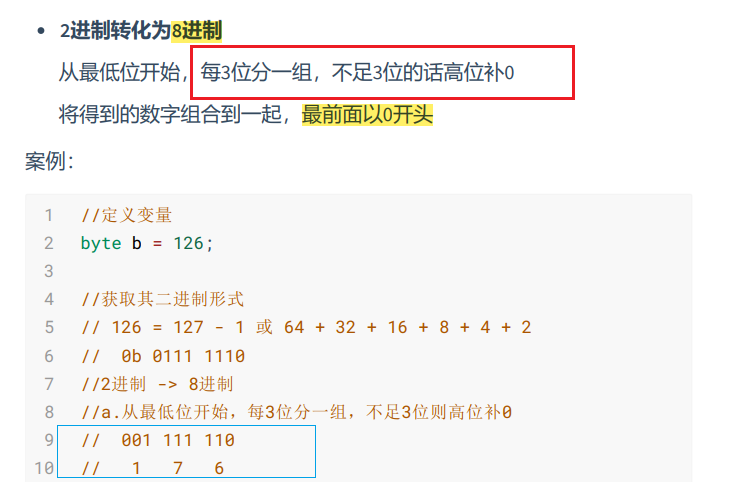 • 2进制转化为8进制
从最低位开始，每3位分一组，不足3位的话高位补0
将得到的数字组合到一起，最前面以0开头
案例：
1 //定义变量
2 byte b = 126;
3
4 //获取其二进制形式
5 // 126 = 127 - 1 或 64 + 32 + 16 + 8 + 4 + 2
6 //  0b 0111 1110
7 //2进制 -> 8进制
8 //a.从最低位开始，每3位分一组，不足3位则高位补0
9 //  001 111 110
10 //   1   7   6